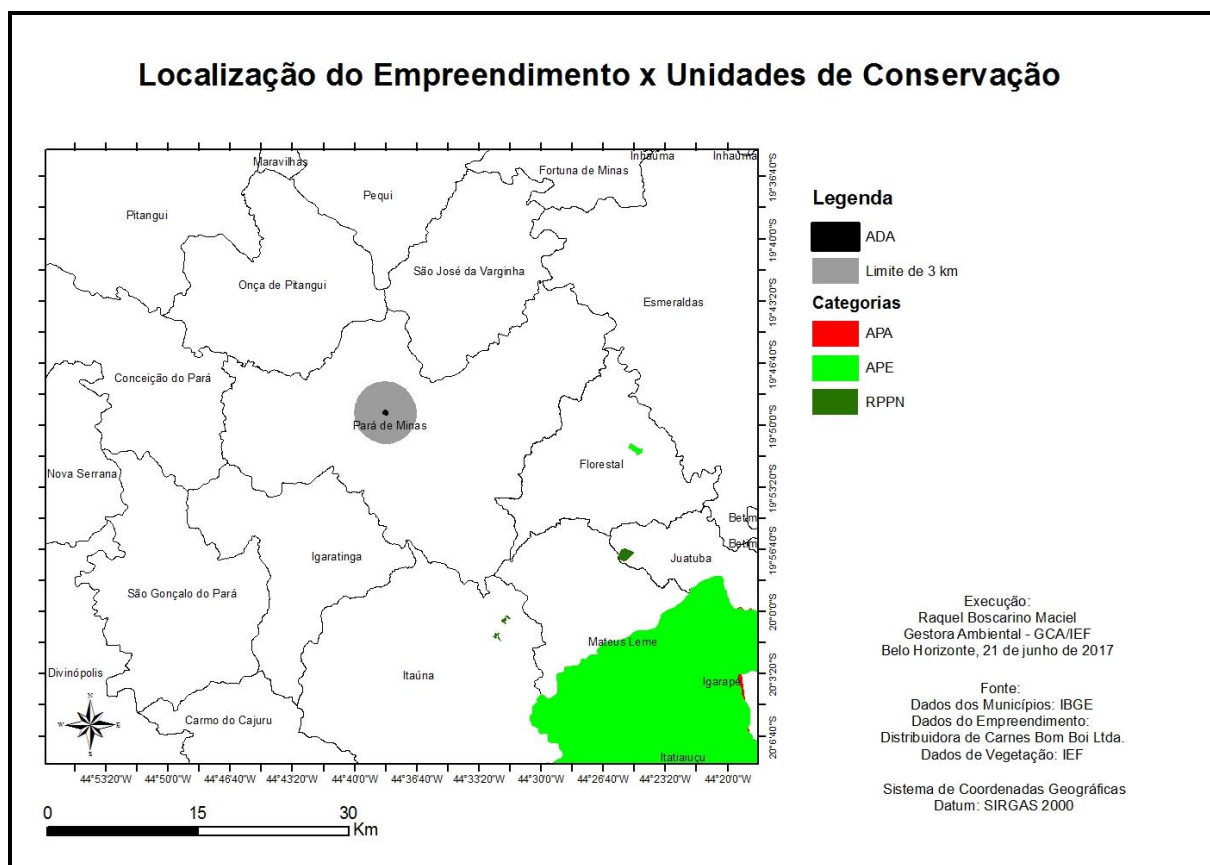 Localização do Empreendimento x Unidades de Conservação
Inhaúma
Inhaúma
Maravilhas
Fortuna de Minas
Pequi
Pitangui
São José da Varginha
Onça de Pitangui
Esmeraldas
Conceição do Pará
Pará de Minas
Florestal
Nova Serrana
Betim
Betim
Igaratinga
Juatuba
São Gonçalo do Pará
Mateus Leme
Divinópolis
Itaúna
Igarapé
Carmo do Cajuru
Itatiaiuçu
N
W
E
S
19°36'40"S
19°40'0"S
19°43'20"S
19°46'40"S
19°50'0"S
19°53'20"S
19°56'40"S
20°0'0"S
20°3'20"S
20°6'40"S
44°53'20"W
44°50'0"W
44°46'40"W
44°43'20"W
44°40'0"W
44°36'40"W
44°33'20"W
44°30'0"W
44°26'40"W
44°23'20"W
44°20'0"W
0
15
30
Km
Legenda
ADA
Limite de 3 km
Categorias
APA
APE
RPPN
Execução:
Raquel Boscarino Maciel
Gestora Ambiental - GCA/IEF
Belo Horizonte, 21 de junho de 2017
Fonte:
Dados dos Municípios: IBGE
Dados do Empreendimento:
Distribuidora de Carnes Bom Boi Ltda.
Dados de Vegetação: IEF
Sistema de Coordenadas Geográficas
Datum: SIRGAS 2000